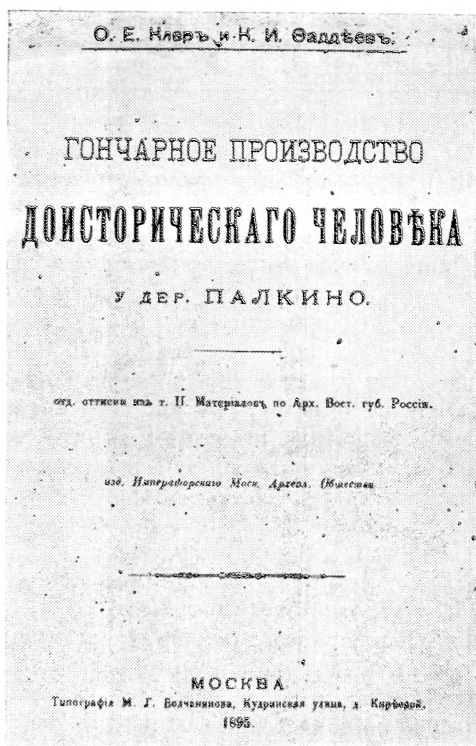 О. Е. Клеръ и К. И. Ѳаддѣевъ.
ГОНЧАРНОЕ ПРОИЗВОДСТВО
ДОИСТОРИЧЕСКАГО ЧЕЛОВѢКА
У ДЕР. ПАЛКИНО.
отд. оттиски изъ т. II. Матеріаловъ по Арх. Вост. губ. Россіи.
изд. Императорскаго Моск. Археол. Общества
МОСКВА
Типографія М. Г. Волчанинова, Кудринская улица, д. Кирѣевой.
1895.